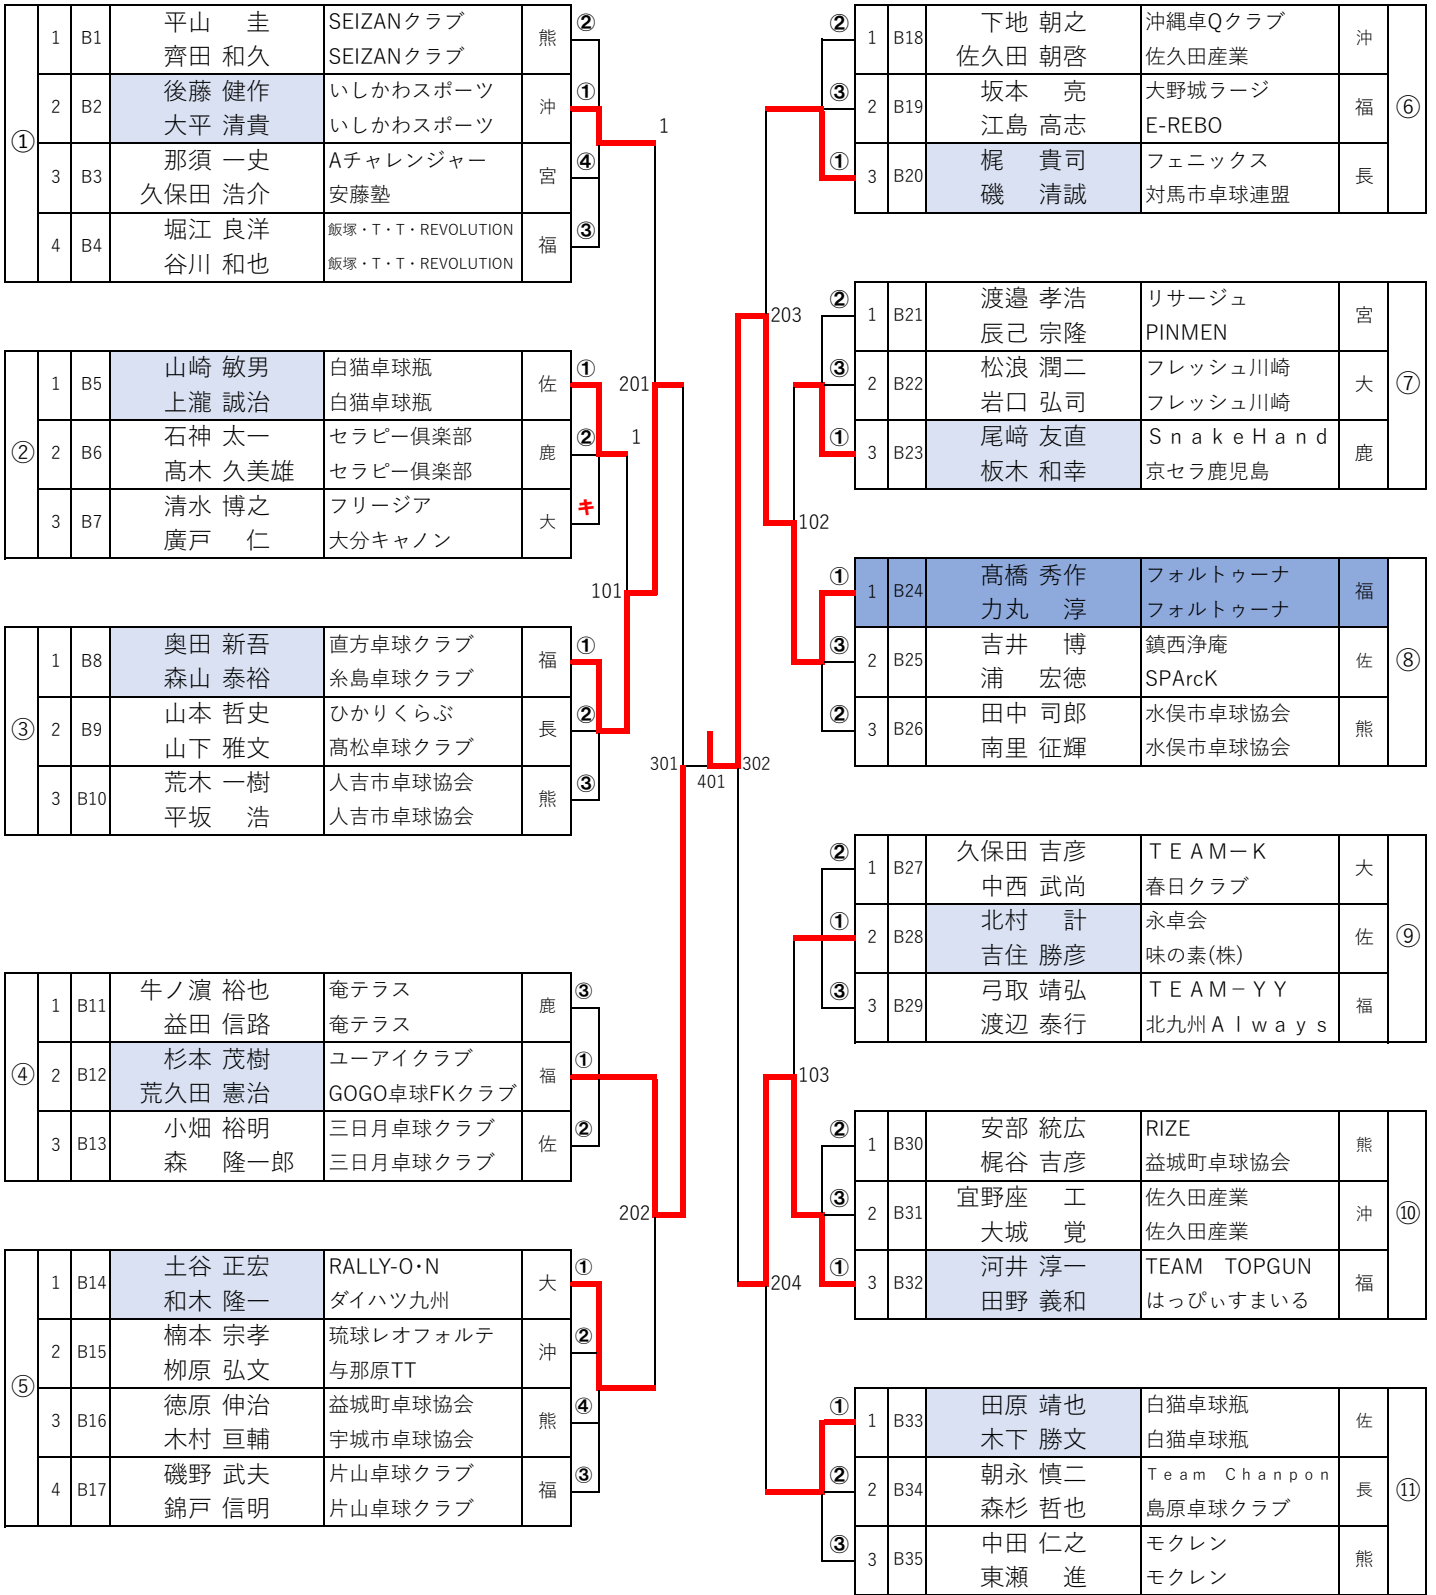 ①
1 B1 平山 圭 SEIZANクラブ 熊 ②
齊田 和久 SEIZANクラブ
2 B2 後藤 健作 いしかわスポーツ 沖 ①
大平 清貴 いしかわスポーツ
3 B3 那須 一史 Aチャレンジャー 宮 ④
久保田 浩介 安藤塾
4 B4 堀江 良洋 飯塚・T・T・REVOLUTION 福 ③
谷川 和也 飯塚・T・T・REVOLUTION
②
1 B5 山崎 敏男 白猫卓球瓶 佐 ①
上瀧 誠治 白猫卓球瓶
2 B6 石神 太一 セラピー倶楽部 鹿 ②
髙木 久美雄 セラピー倶楽部
3 B7 清水 博之 フリージア 大 キ
廣戸 仁 大分キャノン
③
1 B8 奥田 新吾 直方卓球クラブ 福 ①
森山 泰裕 糸島卓球クラブ
2 B9 山本 哲史 ひかりくらぶ 長 ②
山下 雅文 髙松卓球クラブ
3 B10 荒木 一樹 人吉市卓球協会 熊 ③
平坂 浩 人吉市卓球協会
④
1 B11 牛ノ濵 裕也 奄テラス 鹿 ③
益田 信路 奄テラス
2 B12 杉本 茂樹 ユーアイクラブ 福 ①
荒久田 憲治 GOGO卓球FKクラブ
3 B13 小畑 裕明 三日月卓球クラブ 佐 ②
森 隆一郎 三日月卓球クラブ
⑤
1 B14 土谷 正宏 RALLY-O・N 大 ①
和木 隆一 ダイハツ九州
2 B15 楠本 宗孝 琉球レオフォルテ 沖 ②
栁原 弘文 与那原TT
3 B16 徳原 伸治 益城町卓球協会 熊 ④
木村 亘輔 宇城市卓球協会
4 B17 磯野 武夫 片山卓球クラブ 福 ③
錦戸 信明 片山卓球クラブ
1
201
1
101
301
202
401
302
203
102
103
204
② 1 B18 下地 朝之 沖縄卓Qクラブ 沖
佐久田 朝啓 佐久田産業
③ 2 B19 坂本 亮 大野城ラージ 福
江島 高志 E-REBO
① 3 B20 梶 貴司 フェニックス 長
磯 清誠 対馬市卓球連盟
⑥
② 1 B21 渡邉 孝浩 リサージュ 宮
辰己 宗隆 PINMEN
③ 2 B22 松浪 潤二 フレッシュ川崎 大
岩口 弘司 フレッシュ川崎
① 3 B23 尾﨑 友直 ＳｎａｋｅＨａｎｄ 鹿
板木 和幸 京セラ鹿児島
⑦
① 1 B24 髙橋 秀作 フォルトゥーナ 福
力丸 淳 フォルトゥーナ
③ 2 B25 吉井 博 鎮西浄庵 佐
浦 宏徳 SPArcK
② 3 B26 田中 司郎 水俣市卓球協会 熊
南里 征輝 水俣市卓球協会
⑧
② 1 B27 久保田 吉彦 ＴＥＡＭーＫ 大
中西 武尚 春日クラブ
① 2 B28 北村 計 永卓会 佐
吉住 勝彦 味の素(株)
③ 3 B29 弓取 靖弘 ＴＥＡＭ－ＹＹ 福
渡辺 泰行 北九州Ａｌｗａｙｓ
⑨
② 1 B30 安部 統広 RIZE 熊
梶谷 吉彦 益城町卓球協会
③ 2 B31 宜野座 工 佐久田産業 沖
大城 覚 佐久田産業
① 3 B32 河井 淳一 TEAM TOPGUN 福
田野 義和 はっぴぃすまいる
⑩
① 1 B33 田原 靖也 白猫卓球瓶 佐
木下 勝文 白猫卓球瓶
② 2 B34 朝永 慎二 Ｔｅａｍ Ｃｈａｎｐｏｎ 長
森杉 哲也 島原卓球クラブ
③ 3 B35 中田 仁之 モクレン 熊
東瀬 進 モクレン
⑪